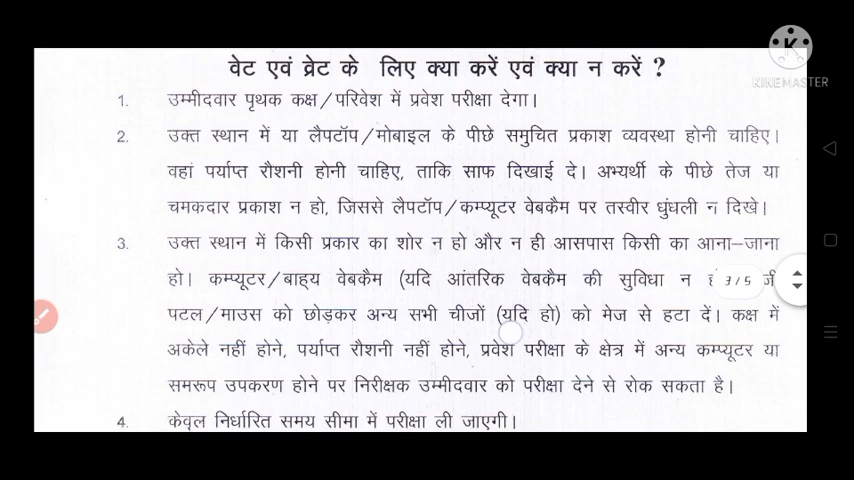 वेट एवं व्रेट के लिए क्या करें एवं क्या न करें ?
KINEMASTER
1. उम्मीदवार पृथक कक्ष/परिवेश में प्रवेश परीक्षा देगा।
2. उक्त स्थान में या लैपटॉप/मोबाइल के पीछे समुचित प्रकाश व्यवस्था होनी चाहिए।
वहां पर्याप्त रौशनी होनी चाहिए, ताकि साफ दिखाई दे। अभ्यर्थी के पीछे तेज या
चमकदार प्रकाश न हो, जिससे लैपटॉप/कम्प्यूटर वेबकैम पर तस्वीर धुंधली न दिखे।
3. उक्त स्थान में किसी प्रकार का शोर न हो और न ही आसपास किसी का आना–जाना
हो। कम्प्यूटर/बाह्य वेबकैम (यदि आंतरिक वेबकैम की सुविधा न 3/5
पटल/माउस को छोड़कर अन्य सभी चीजों (यदि हो) को मेज से हटा दें। कक्ष में
अकेले नहीं होने, पर्याप्त रौशनी नहीं होने, प्रवेश परीक्षा के क्षेत्र में अन्य कम्प्यूटर या
समरूप उपकरण होने पर निरीक्षक उम्मीदवार को परीक्षा देने से रोक सकता है।
4. केवल निर्धारित समय सीमा में परीक्षा ली जाएगी।